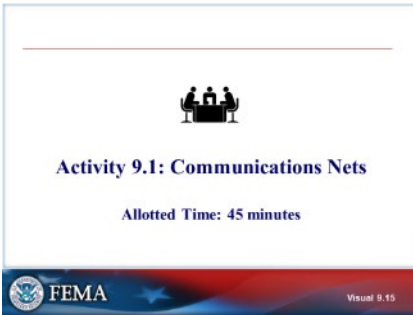 Activity 9.1: Communications Nets
Allotted Time: 45 minutes
FEMA
Visual 9.15